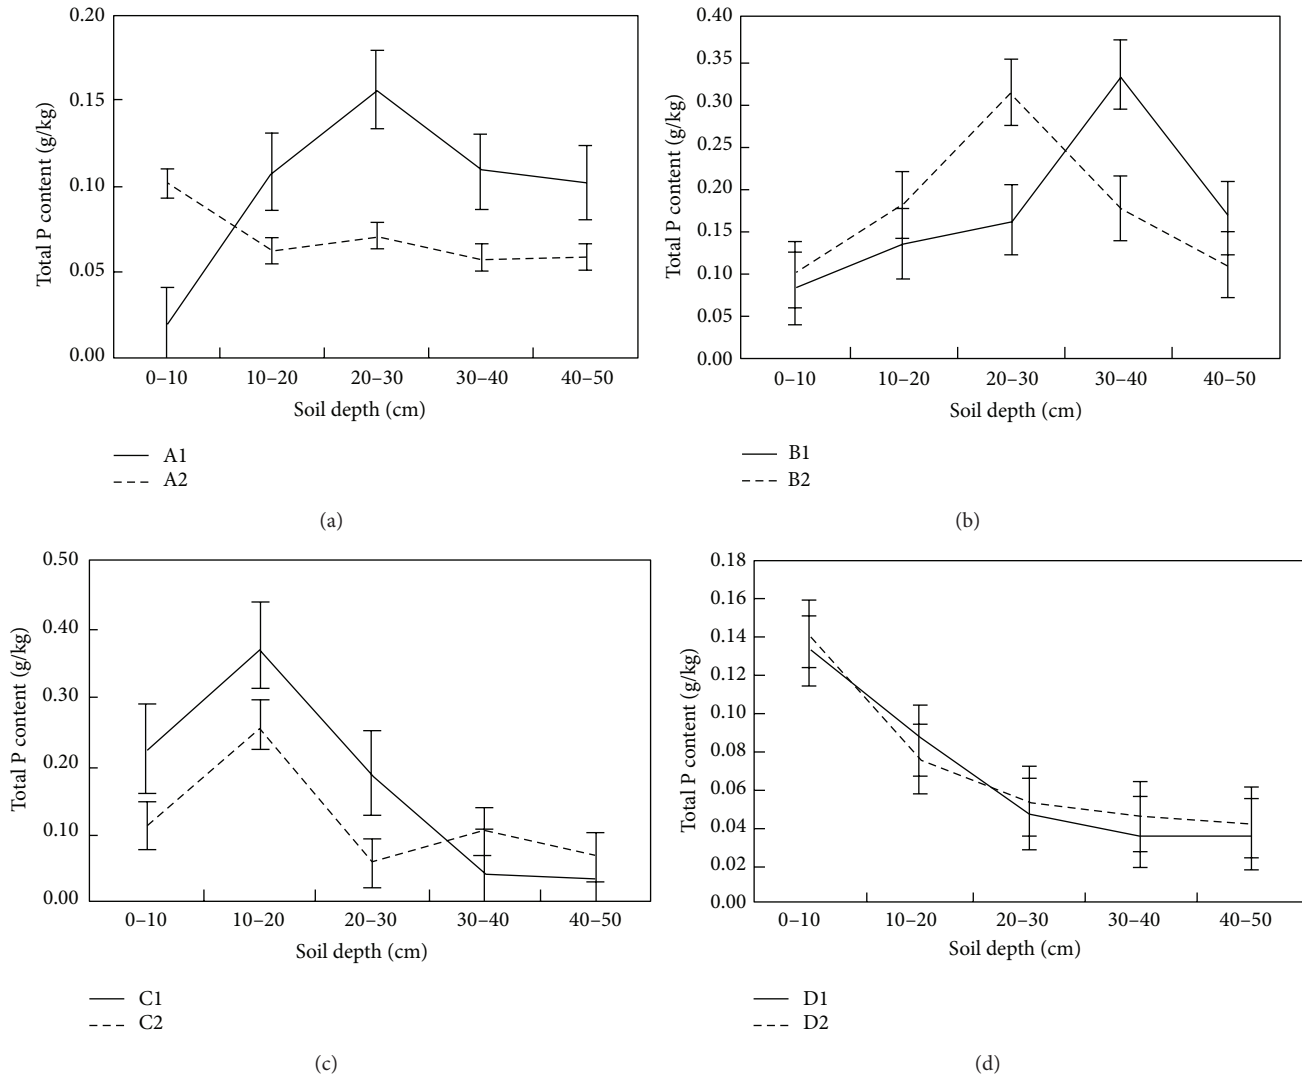 0.20
0.15
0.10
0.05
0.00
Total P content (g/kg)
0–10 10–20 20–30 30–40 40–50
Soil depth (cm)
A1
A2
(a)
0.40
0.35
0.30
0.25
0.20
0.15
0.10
0.05
0.00
Total P content (g/kg)
0–10 10–20 20–30 30–40 40–50
Soil depth (cm)
B1
B2
(b)
0.50
0.40
0.30
0.20
0.10
0.00
Total P content (g/kg)
0–10 10–20 20–30 30–40 40–50
Soil depth (cm)
C1
C2
(c)
0.18
0.16
0.14
0.12
0.10
0.08
0.06
0.04
0.02
0.00
Total P content (g/kg)
0–10 10–20 20–30 30–40 40–50
Soil depth (cm)
D1
D2
(d)